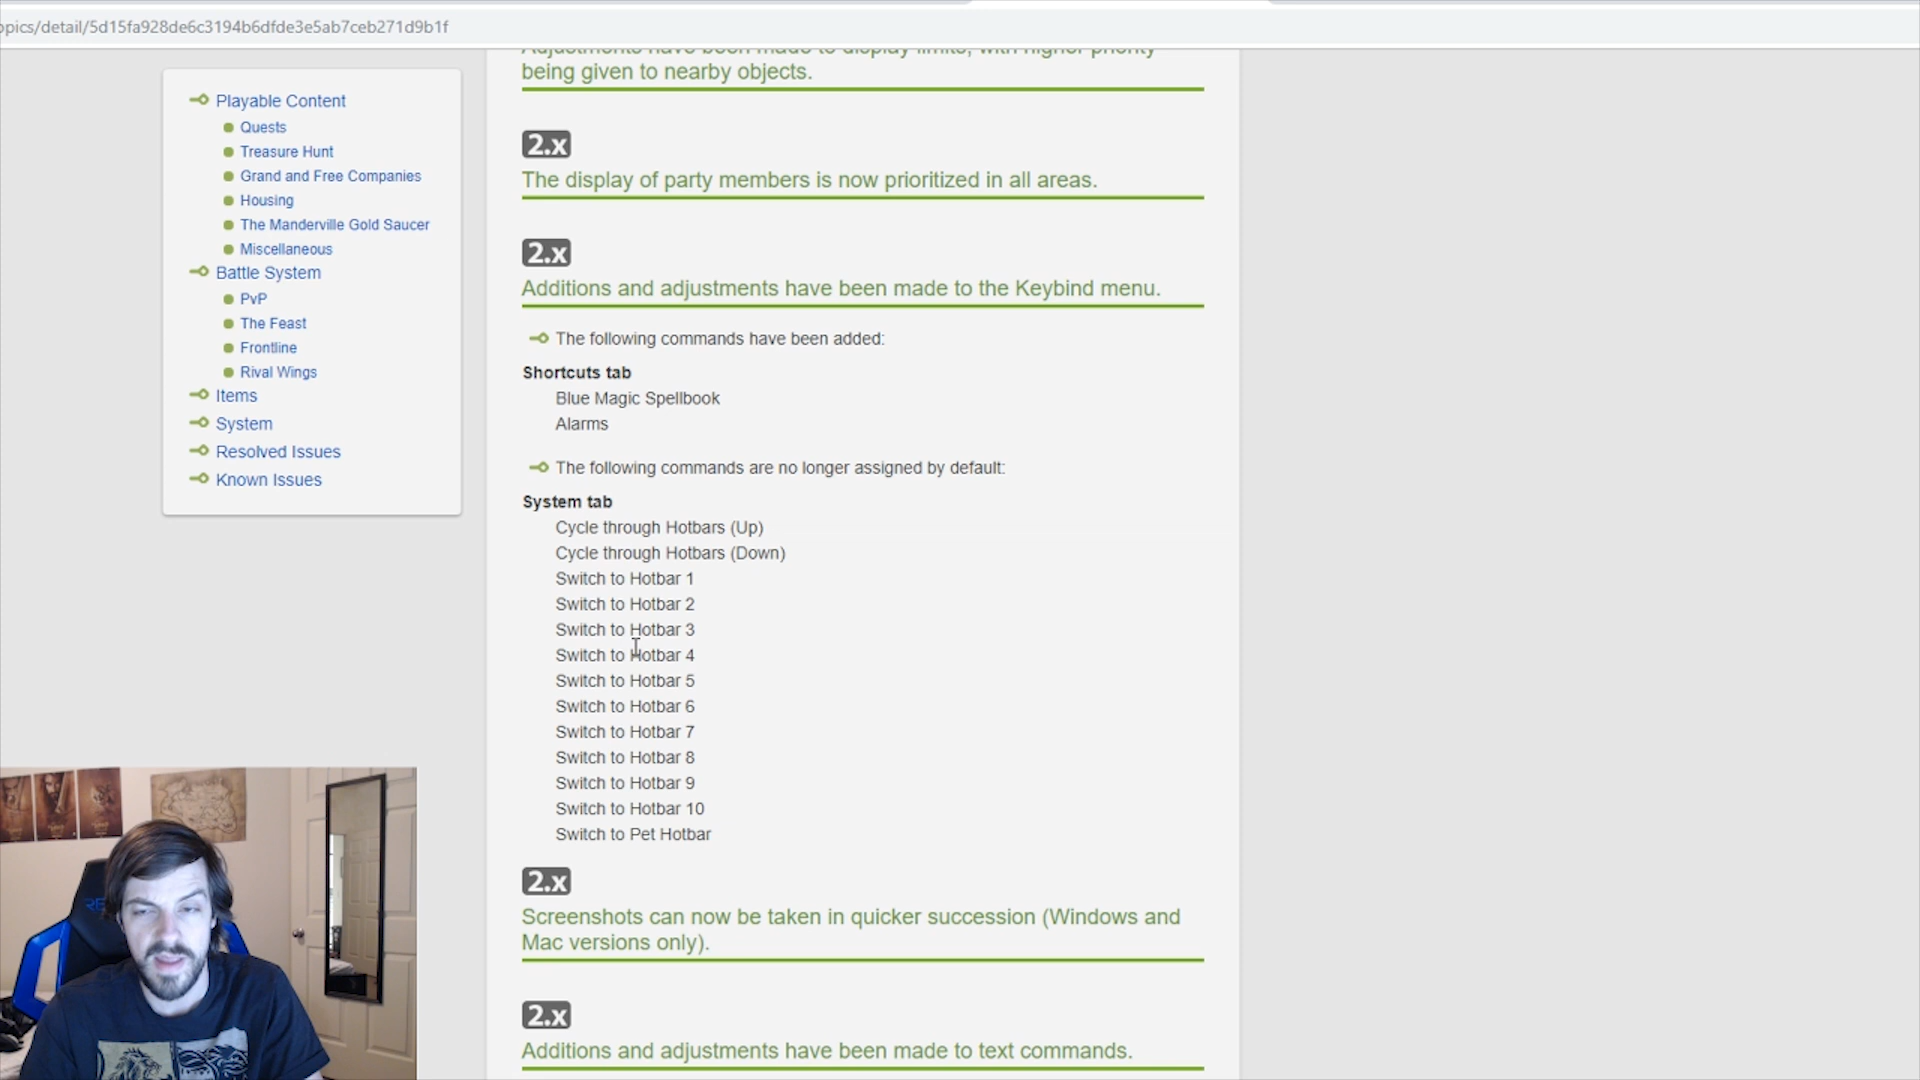 opics/detail/5d15fa928de6c3194b6dfde3e5ab7ceb271d9b1f
Playable Content
Quests
Treasure Hunt
Grand and Free Companies
Housing
The Manderville Gold Saucer
Miscellaneous
Battle System
PvP
The Feast
Frontline
Rival Wings
Items
System
Resolved Issues
Known Issues
Adjustments have been made to display limits, with higher priority
being given to nearby objects.
2.x
The display of party members is now prioritized in all areas.
2.x
Additions and adjustments have been made to the Keybind menu.
The following commands have been added:
Shortcuts tab
Blue Magic Spellbook
Alarms
The following commands are no longer assigned by default:
System tab
Cycle through Hotbars (Up)
Cycle through Hotbars (Down)
Switch to Hotbar 1
Switch to Hotbar 2
Switch to Hotbar 3
Switch to Hotbar 4
Switch to Hotbar 5
Switch to Hotbar 6
Switch to Hotbar 7
Switch to Hotbar 8
Switch to Hotbar 9
Switch to Hotbar 10
Switch to Pet Hotbar
2.x
Screenshots can now be taken in quicker succession (Windows and
Mac versions only).
2.x
Additions and adjustments have been made to text commands.